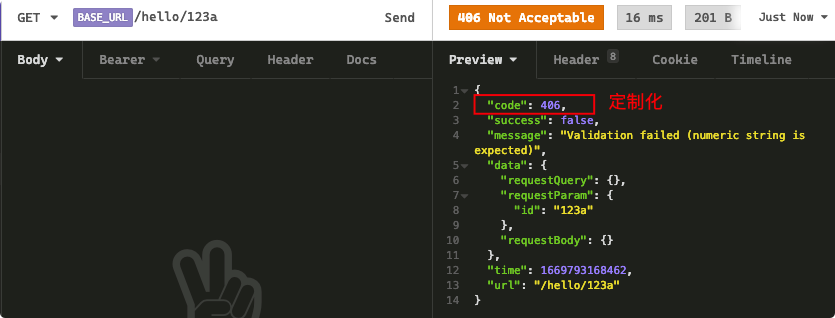 GET BASE_URL/hello/123a Send 406 Not Acceptable 16 ms 201 B Just Now
Body Bearer Query Header Docs Preview Header 8 Cookie Timeline
1 {
2 "code": 406, 定制化
3 "success": false,
4 "message": "Validation failed (numeric string is
expected)",
5 "data": {
6 "requestQuery": {},
7 "requestParam": {
8 "id": "123a"
9 },
10 "requestBody": {}
11 },
12 "time": 1669793168462,
13 "url": "/hello/123a"
14 }